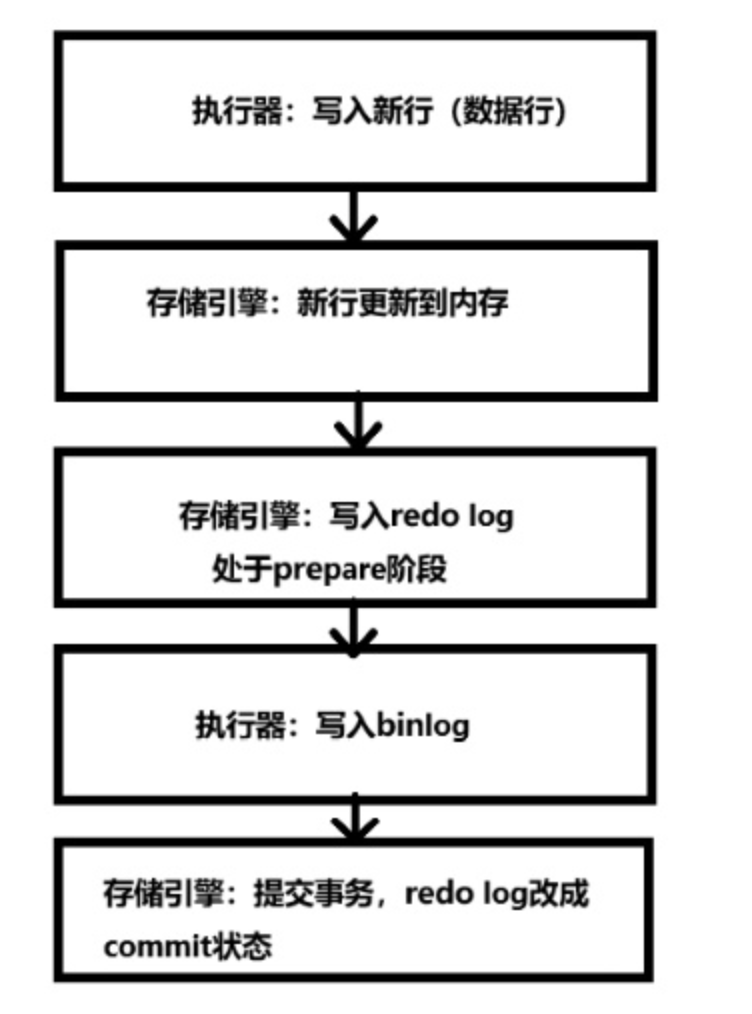 执行器：写入新行（数据行）
存储引擎：新行更新到内存
存储引擎：写入redo log
处于prepare阶段
执行器：写入binlog
存储引擎：提交事务，redo log改成
commit状态